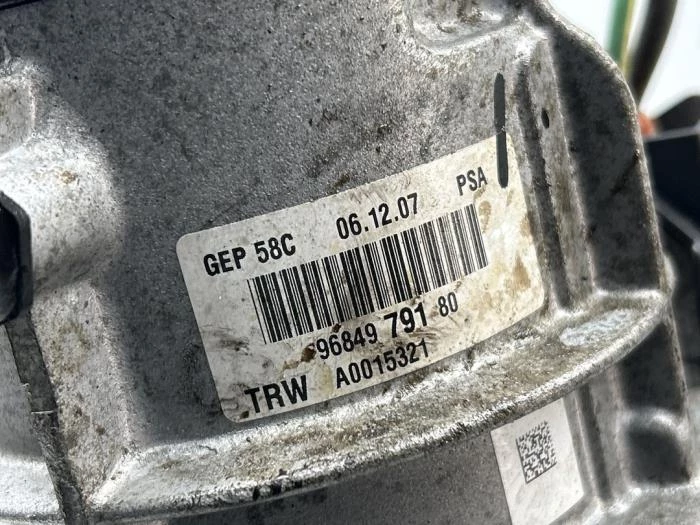 GEP 58C 06.12.07 PSA
96849 791 80
TRW A0015321